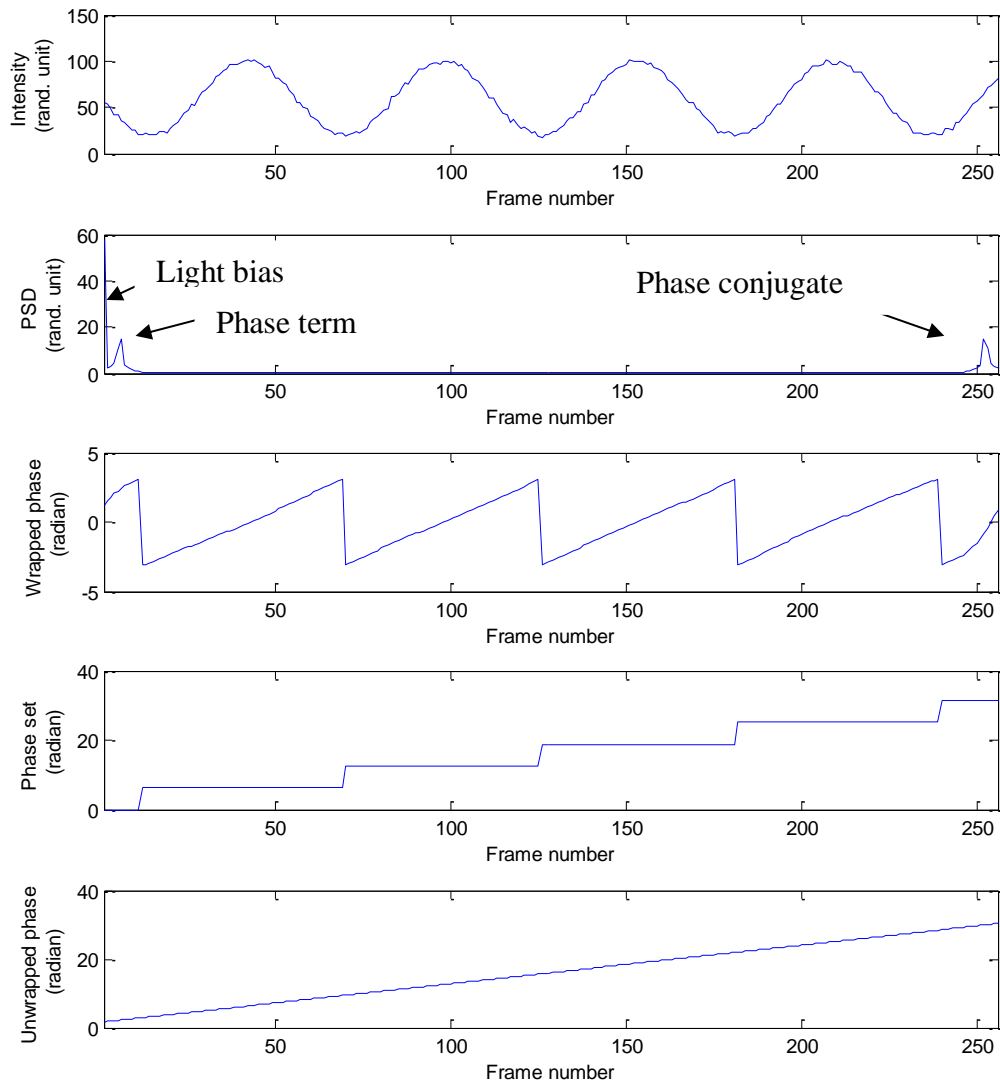 150
100
50
0
Intensity
(rand. unit)
50
100
150
200
250
Frame number
60
40
20
0
PSD
(rand. unit)
Light bias
Phase term
Phase conjugate
50
100
150
200
250
Frame number
5
0
-5
Wrapped phase
(radian)
50
100
150
200
250
Frame number
40
20
0
Phase set
(radian)
50
100
150
200
250
Frame number
40
20
0
Unwrapped phase
(radian)
50
100
150
200
250
Frame number